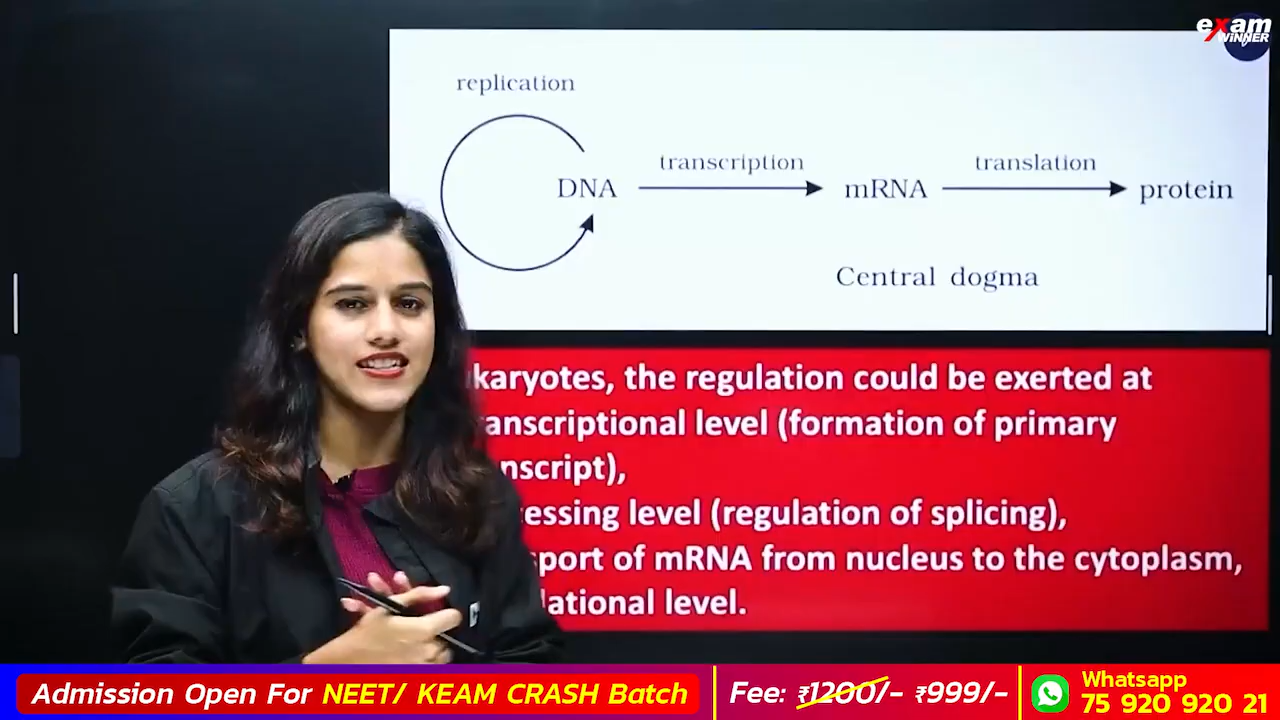 exam
WiNNER
replication
DNA
transcription
mRNA
translation
protein
Central dogma
karyotes, the regulation could be exerted at
anscriptional level (formation of primary
nscript),
essing level (regulation of splicing),
sport of mRNA from nucleus to the cytoplasm,
lational level.
Admission Open For NEET/ KEAM CRASH Batch
Fee: ₹1200/- ₹999/-
Whatsapp
75 920 920 21